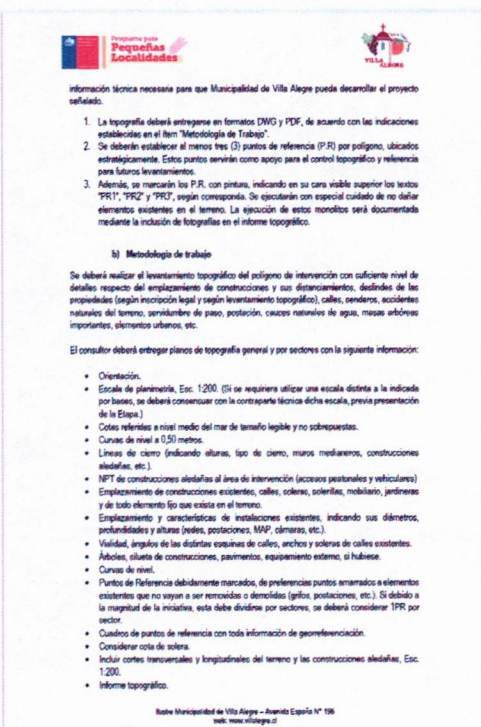 Programa para
Pequeñas
Localidades
VILLA
ALEGRE
información técnica necesaria para que Municipalidad de Villa Alegre pueda desarrollar el proyecto
señalado.
1. La topografía deberá entregarse en formatos DWG y PDF, de acuerdo con las indicaciones
establecidas en el ítem "Metodología de Trabajo".
2. Se deberán establecer al menos tres (3) puntos de referencia (P.R) por polígono, ubicados
estratégicamente. Estos puntos servirán como apoyo para el control topográfico y referencia
para futuros levantamientos.
3. Además, se marcarán los P.R. con pintura, indicando en su cara visible superior los textos
"PR1", "PR2" y "PR3", según corresponda. Se ejecutarán con especial cuidado de no dañar
elementos existentes en el terreno. La ejecución de estos monolitos será documentada
mediante la inclusión de fotografías en el informe topográfico.
b) Metodología de trabajo
Se deberá realizar el levantamiento topográfico del polígono de intervención con suficiente nivel de
detalles respecto del emplazamiento de construcciones y sus distanciamientos, deslindes de las
propiedades (según inscripción legal y según levantamiento topográfico), calles, senderos, accidentes
naturales del terreno, servidumbre de paso, postación, cauces naturales de agua, masas arbóreas
importantes, elementos urbanos, etc.
El consultor deberá entregar planos de topografía general y por sectores con la siguiente información:
• Orientación.
• Escala de planimetría, Esc. 1:200. (Si se requiriera utilizar una escala distinta a la indicada
por bases, se deberá consensuar con la contraparte técnica dicha escala, previa presentación
de la Etapa.)
• Cotas referidas a nivel medio del mar de tamaño legible y no sobrepuestas.
• Curvas de nivel a 0,50 metros.
• Líneas de cierro (indicando alturas, tipo de cierro, muros medianeros, construcciones
aledañas, etc.).
• NPT de construcciones aledañas al área de intervención (accesos peatonales y vehiculares)
• Emplazamiento de construcciones existentes, calles, soleras, solerillas, mobiliario, jardineras
y de todo elemento fijo que exista en el terreno.
• Emplazamiento y características de instalaciones existentes, indicando sus diámetros,
profundidades y alturas (redes, postaciones, MAP, cámaras, etc.).
• Vialidad, ángulos de las distintas esquinas de calles, anchos y soleras de calles existentes.
• Árboles, silueta de construcciones, pavimentos, equipamiento externo, si hubiese.
• Curvas de nivel.
• Puntos de Referencia debidamente marcados, de preferencias puntos amarrados a elementos
existentes que no vayan a ser removidas o demolidas (grifos, postaciones, etc.). Si debido a
la magnitud de la iniciativa, esta debe dividirse por sectores, se deberá considerar 1PR por
sector.
• Cuadros de puntos de referencia con toda información de georreferenciación.
• Considerar cota de solera.
• Incluir cortes transversales y longitudinales del terreno y las construcciones aledañas, Esc.
1:200.
• Informe topográfico.
Ilustre Municipalidad de Villa Alegre – Avenida España N° 196
web: www.villalegre.cl